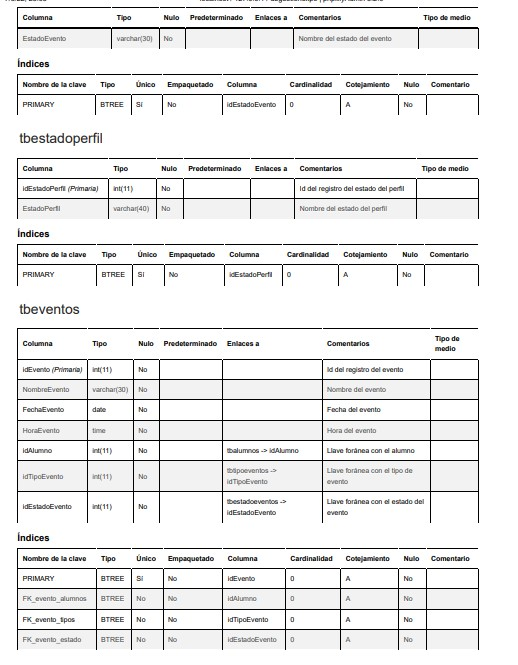 Columna Tipo Nulo Predeterminado Enlaces a Comentarios Tipo de medio
EstadoEvento varchar(30) No Nombre del estado del evento
Índices
Nombre de la clave Tipo Único Empaquetado Columna Cardinalidad Cotejamiento Nulo Comentario
PRIMARY BTREE Sí No idEstadoEvento 0 A No
tbestadoperfil
Columna Tipo Nulo Predeterminado Enlaces a Comentarios Tipo de medio
idEstadoPerfil (Primaria) int(11) No Id del registro del estado del perfil
EstadoPerfil varchar(40) No Nombre del estado del perfil
Índices
Nombre de la clave Tipo Único Empaquetado Columna Cardinalidad Cotejamiento Nulo Comentario
PRIMARY BTREE Sí No idEstadoPerfil 0 A No
tbeventos
Columna Tipo Nulo Predeterminado Enlaces a Comentarios Tipo de
medio
idEvento (Primaria) int(11) No Id del registro del evento
NombreEvento varchar(30) No Nombre del evento
FechaEvento date No Fecha del evento
HoraEvento time No Hora del evento
idAlumno int(11) No tbalumnos -> idAlumno Llave foránea con el alumno
idTipoEvento int(11) No tbtipoeventos -> Llave foránea con el tipo de
idTipoEvento evento
idEstadoEvento int(11) No tbestadoeventos -> Llave foránea con el estado del
idEstadoEvento evento
Índices
Nombre de la clave Tipo Único Empaquetado Columna Cardinalidad Cotejamiento Nulo Comentario
PRIMARY BTREE Sí No idEvento 0 A No
FK_evento_alumnos BTREE No No idAlumno 0 A No
FK_evento_tipos BTREE No No idTipoEvento 0 A No
FK_evento_estado BTREE No No idEstadoEvento 0 A No